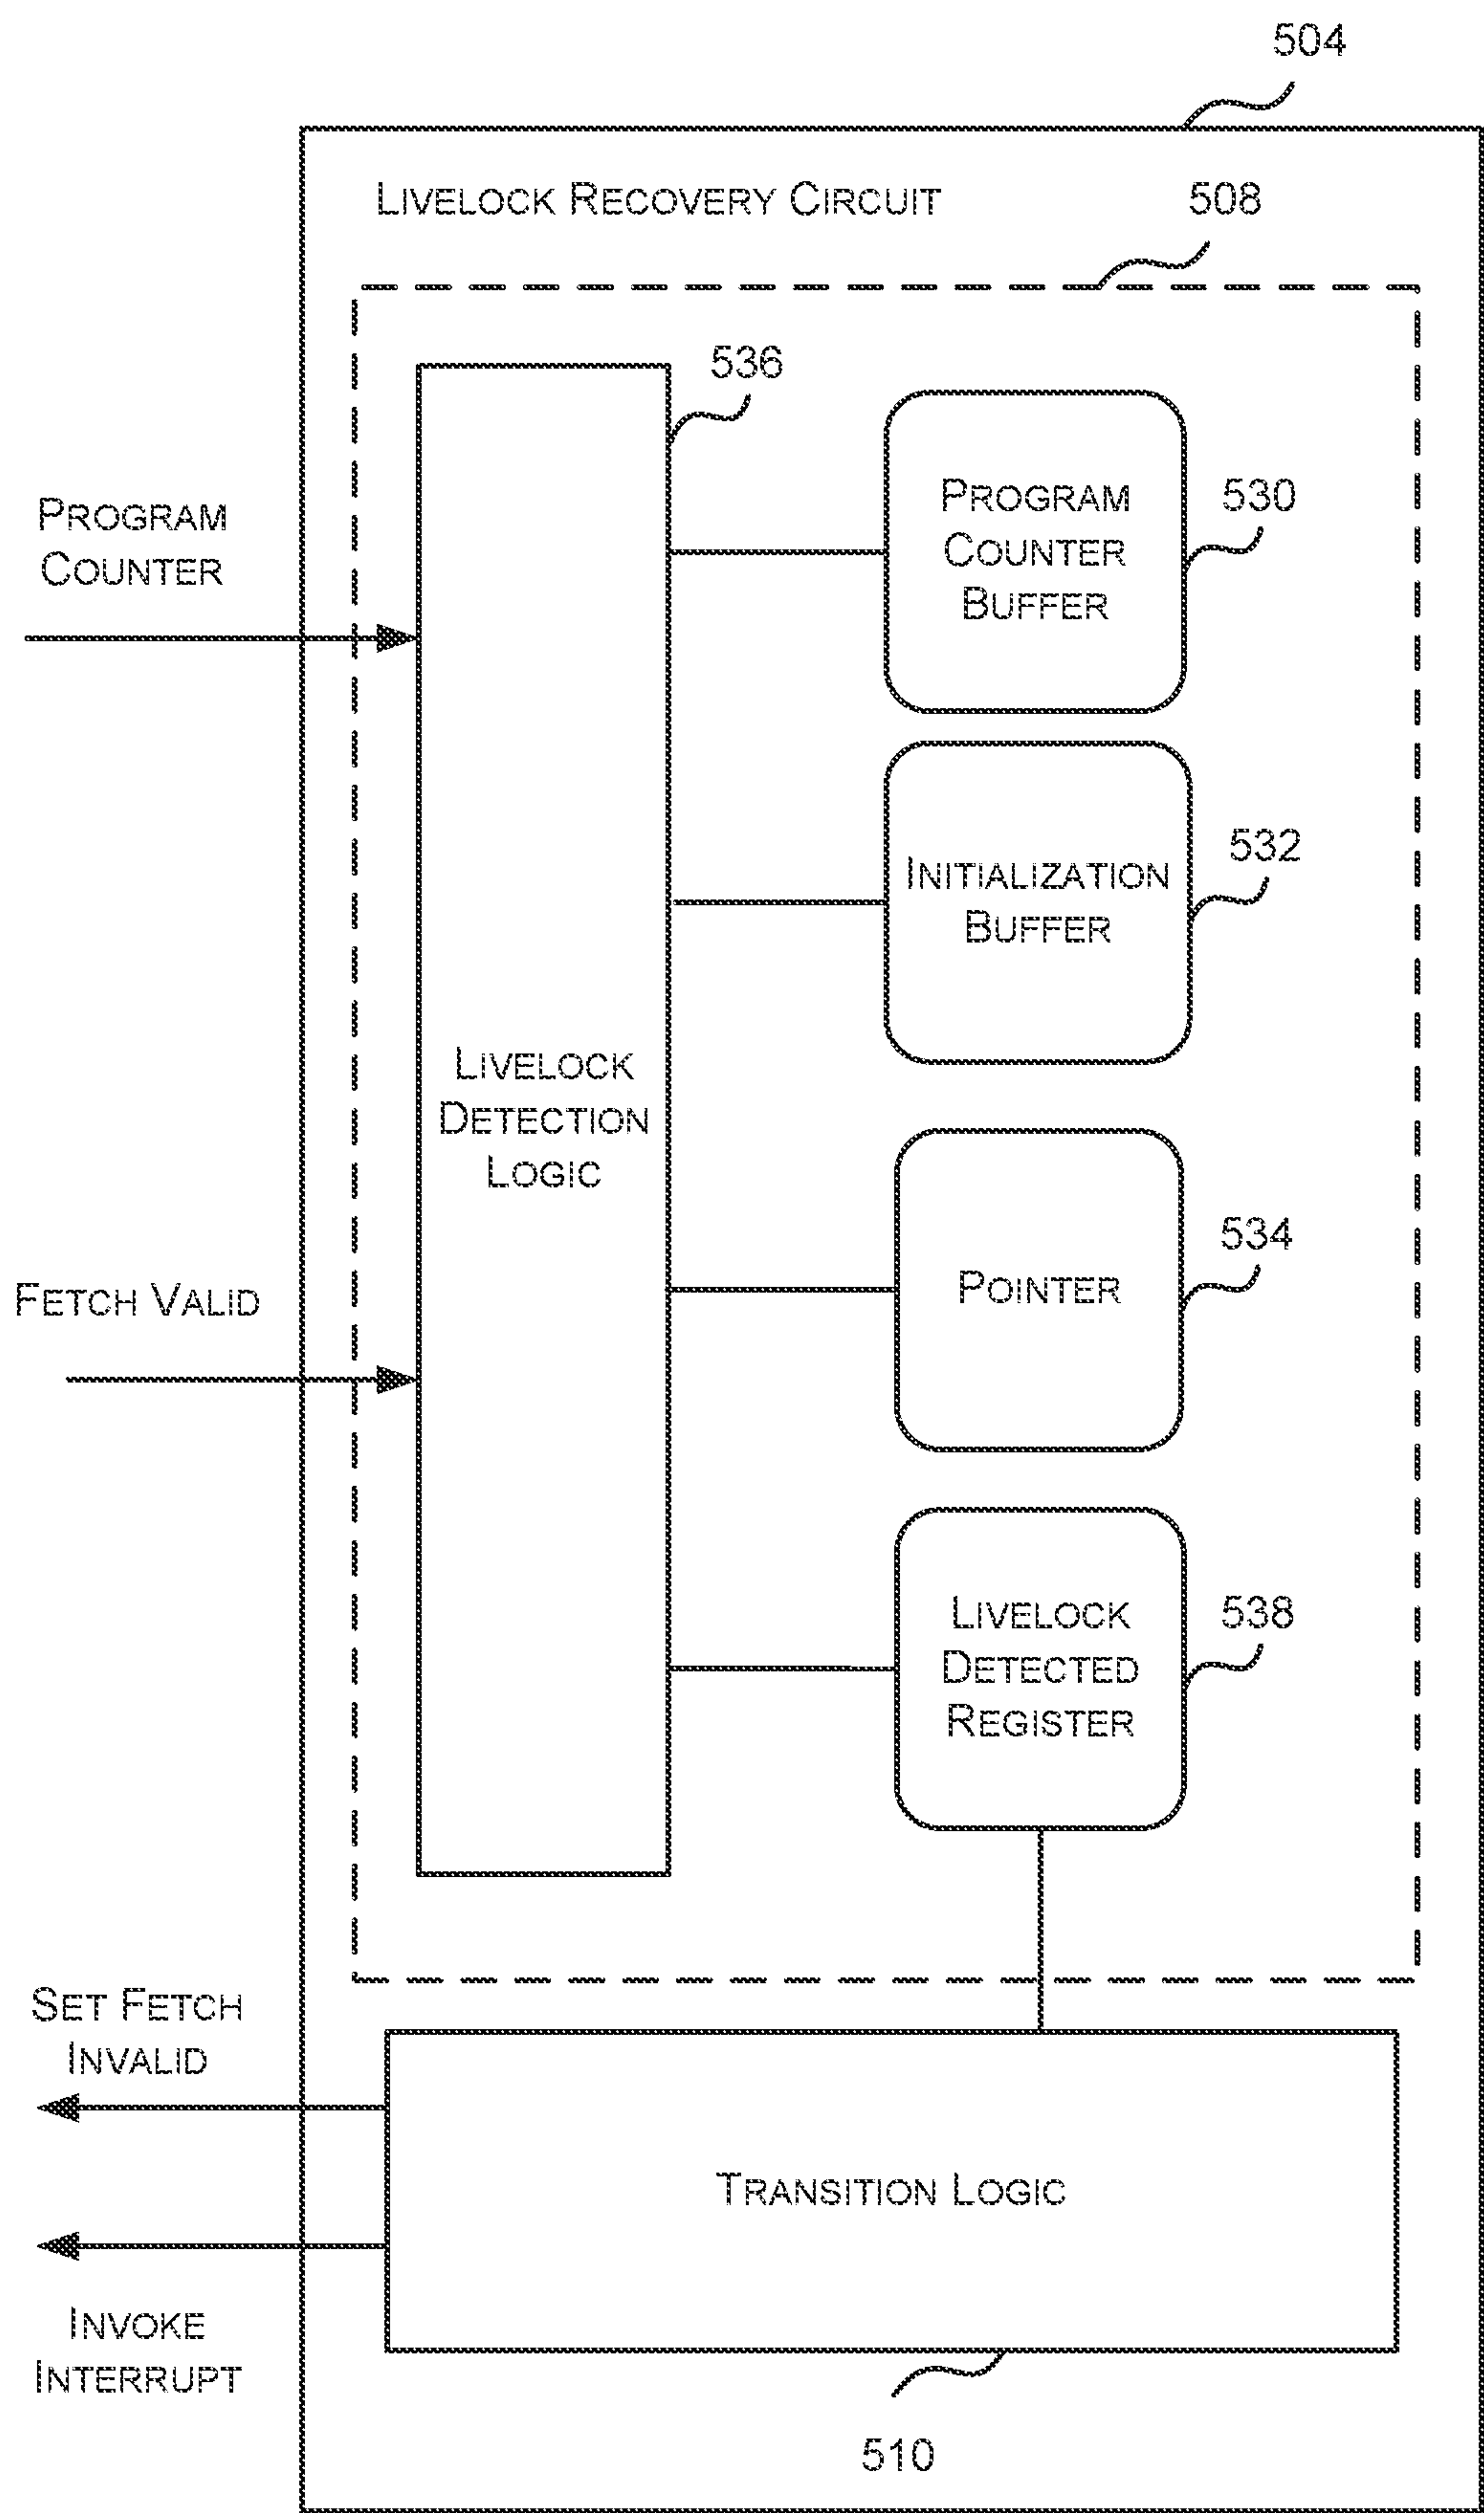 504
LIVELOCK RECOVERY CIRCUIT
508
536
PROGRAM
COUNTER
PROGRAM
COUNTER
BUFFER
530
INITIALIZATION
BUFFER
532
LIVELOCK
DETECTION
LOGIC
FETCH VALID
POINTER
534
LIVELOCK
DETECTED
REGISTER
538
SET FETCH
INVALID
TRANSITION LOGIC
INVOKE
INTERRUPT
510